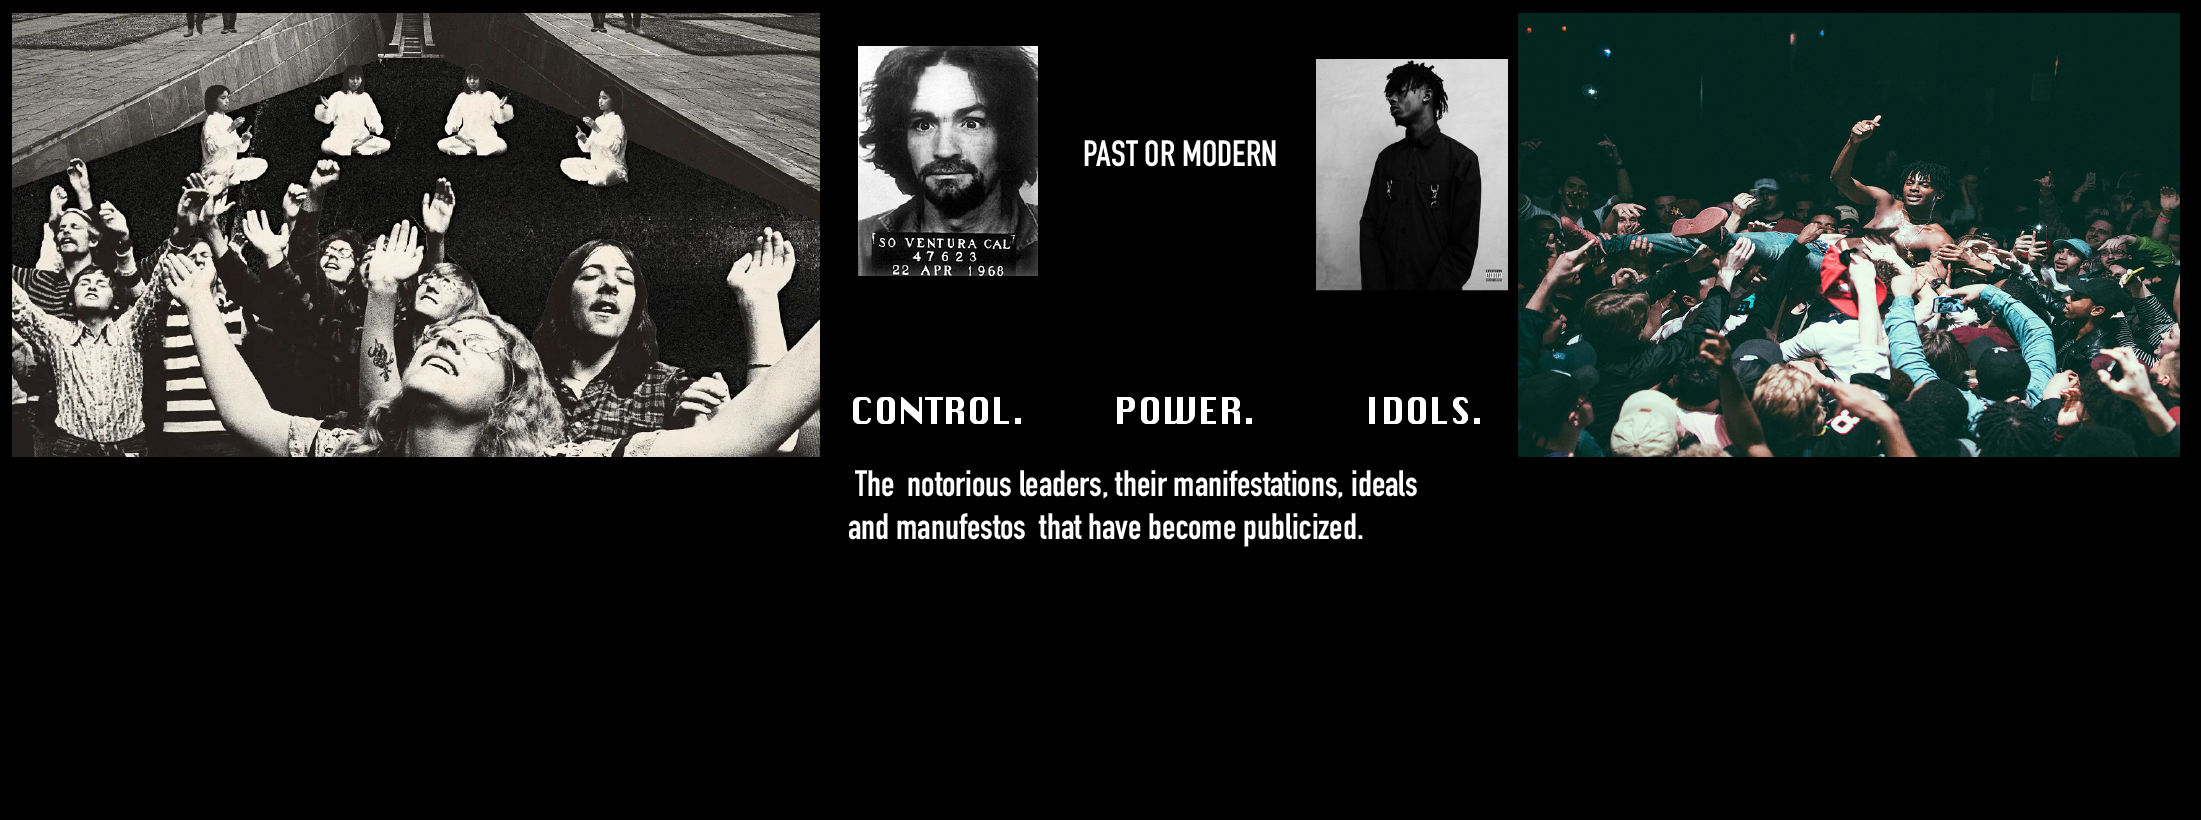 SO VENTURA CAL
47623
22 APR 1968
PAST OR MODERN
CONTROL. POWER. IDOLS.
The notorious leaders, their manifestations, ideals
and manufestos that have become publicized.